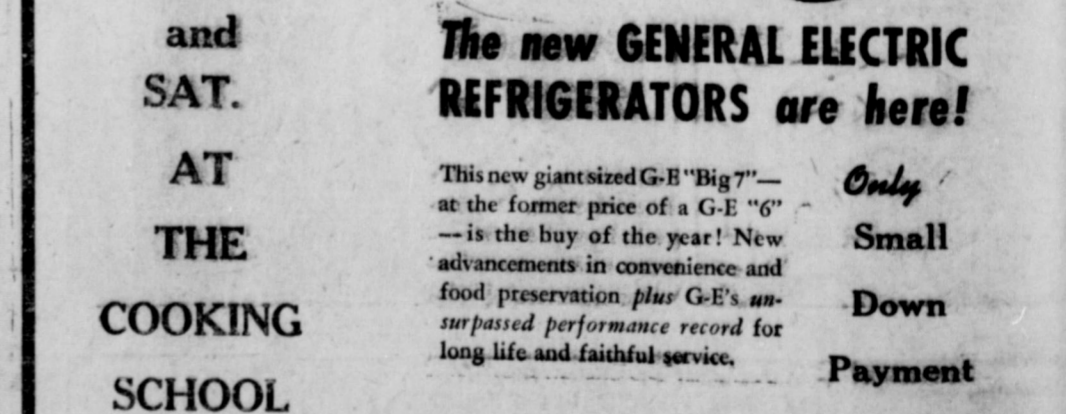 and
SAT.
AT
THE
COOKING
SCHOOL
The new GENERAL ELECTRIC
REFRIGERATORS are here!
This new giant sized G-E "Big 7"—
at the former price of a G-E "6"
—is the buy of the year! New
advancements in convenience and
food preservation plus G-E's un-
surpassed performance record for
long life and faithful service.
Only
Small
Down
Payment